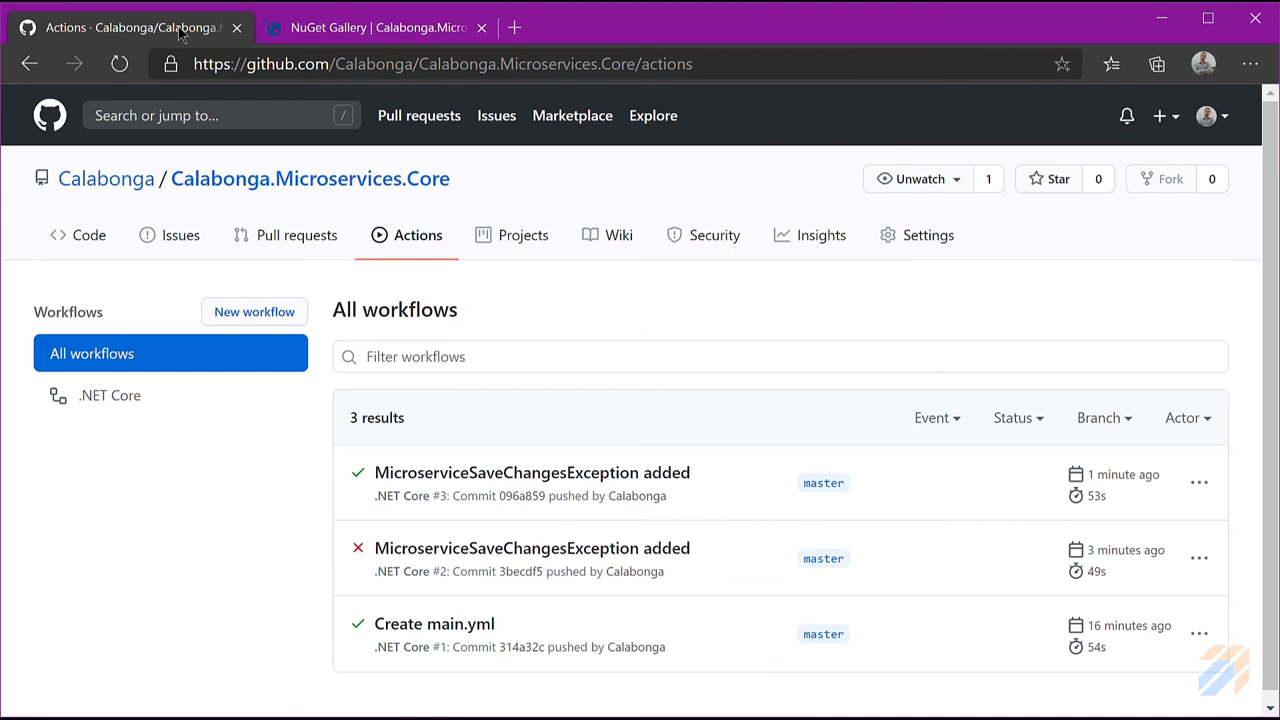 Actions · Calabonga/Calabonga.
NuGet Gallery | Calabonga.Micro
https://github.com/Calabonga/Calabonga.Microservices.Core/actions
Search or jump to... /
Pull requests
Issues
Marketplace
Explore
Calabonga / Calabonga.Microservices.Core
Unwatch 1
Star 0
Fork 0
Code
Issues
Pull requests
Actions
Projects
Wiki
Security
Insights
Settings
Workflows
New workflow
All workflows
.NET Core
All workflows
Filter workflows
3 results
Event
Status
Branch
Actor
MicroserviceSaveChangesException added
.NET Core #3: Commit 096a859 pushed by Calabonga
master
1 minute ago
53s
MicroserviceSaveChangesException added
.NET Core #2: Commit 3becdf5 pushed by Calabonga
master
3 minutes ago
49s
Create main.yml
.NET Core #1: Commit 314a32c pushed by Calabonga
master
16 minutes ago
54s